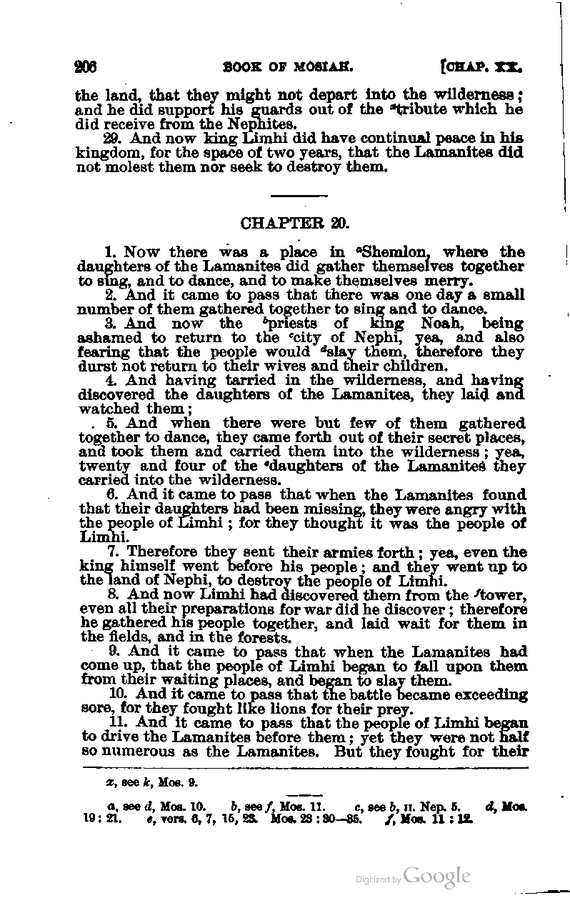 206 BOOK OF MOSIAH. [CHAP. XX.
the land, that they might not depart into the wilderness;
and he did support his guards out of the ˣtribute which he
did receive from the Nephites.
29. And now king Limhi did have continual peace in his
kingdom, for the space of two years, that the Lamanites did
not molest them nor seek to destroy them.
CHAPTER 20.
1. Now there was a place in ᵃShemlon, where the
daughters of the Lamanites did gather themselves together
to sing, and to dance, and to make themselves merry.
2. And it came to pass that there was one day a small
number of them gathered together to sing and to dance.
3. And now the ᵇpriests of king Noah, being
ashamed to return to the ᶜcity of Nephi, yea, and also
fearing that the people would ᵈslay them, therefore they
durst not return to their wives and their children.
4. And having tarried in the wilderness, and having
discovered the daughters of the Lamanites, they laid and
watched them;
5. And when there were but few of them gathered
together to dance, they came forth out of their secret places,
and took them and carried them into the wilderness; yea,
twenty and four of the ᵉdaughters of the Lamanites they
carried into the wilderness.
6. And it came to pass that when the Lamanites found
that their daughters had been missing, they were angry with
the people of Limhi; for they thought it was the people of
Limhi.
7. Therefore they sent their armies forth; yea, even the
king himself went before his people; and they went up to
the land of Nephi, to destroy the people of Limhi.
8. And now Limhi had discovered them from the ᶠtower,
even all their preparations for war did he discover; therefore
he gathered his people together, and laid wait for them in
the fields, and in the forests.
9. And it came to pass that when the Lamanites had
come up, that the people of Limhi began to fall upon them
from their waiting places, and began to slay them.
10. And it came to pass that the battle became exceeding
sore, for they fought like lions for their prey.
11. And it came to pass that the people of Limhi began
to drive the Lamanites before them; yet they were not half
so numerous as the Lamanites. But they fought for their
x, see k, Mos. 9.
a, see d, Mos. 10. b, see f, Mos. 11. c, see b, II. Nep. 5. d, Mos.
19:21. e, vers. 6, 7, 15, 23. Mos. 23:30—35. f, Mos. 11:12.
Digitized by Google